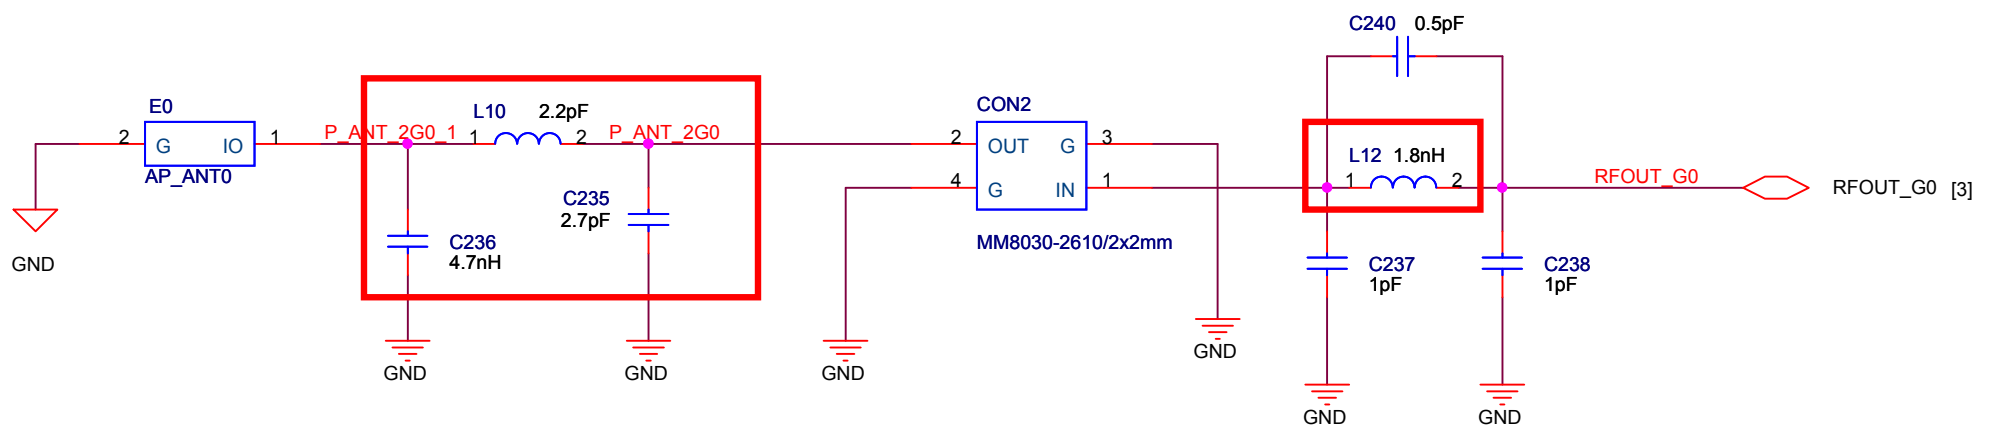 C240 0.5pF
E0
L10 2.2pF
CON2
2 G IO 1
P_ANT_2G0_1 1 2 P_ANT_2G0
2 OUT G 3
AP_ANT0
L12 1.8nH
4 G IN 1
1 2
RFOUT_G0
RFOUT_G0 [3]
C235
2.7pF
C236
4.7nH
MM8030-2610/2x2mm
GND
C237
1pF
C238
1pF
GND
GND
GND
GND
GND
GND